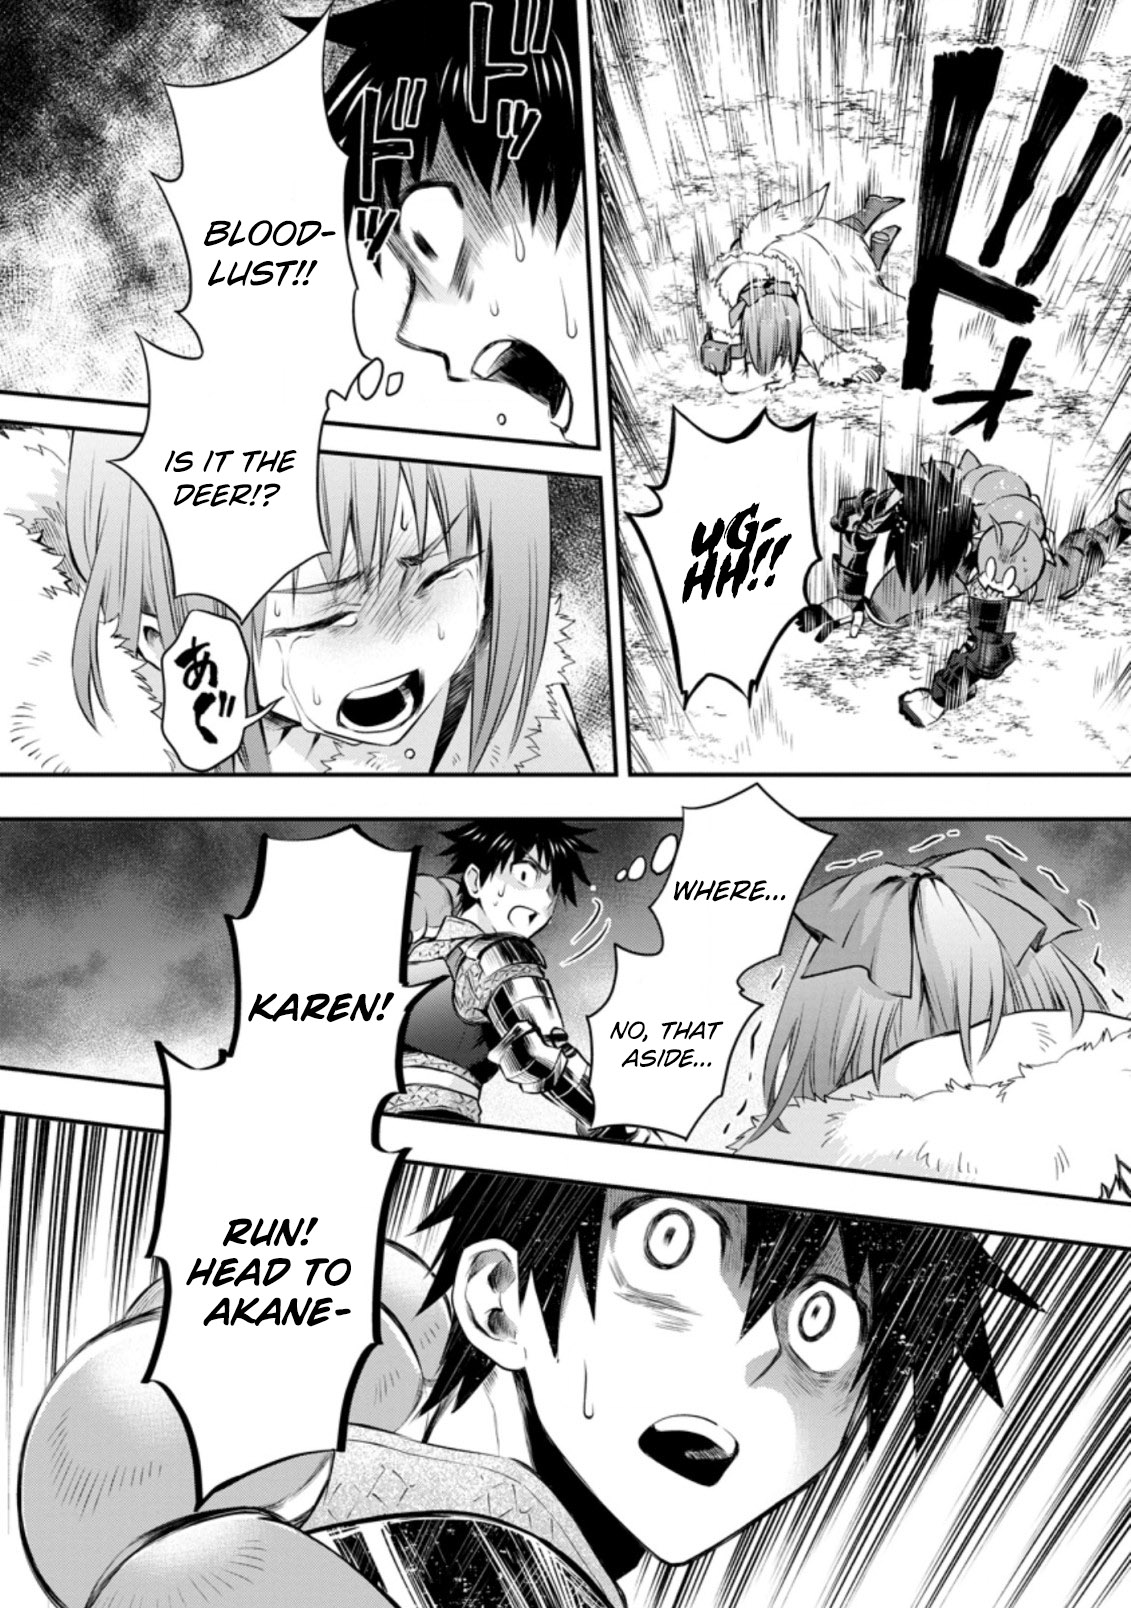 ドォ
UG-
HH!!
ドッ
ドッ
ドッ
BLOOD-
LUST!!
IS IT THE
DEER!?
あぐ゛
WHERE...
NO, THAT
ASIDE...
KAREN!
RUN!
HEAD TO
AKANE-